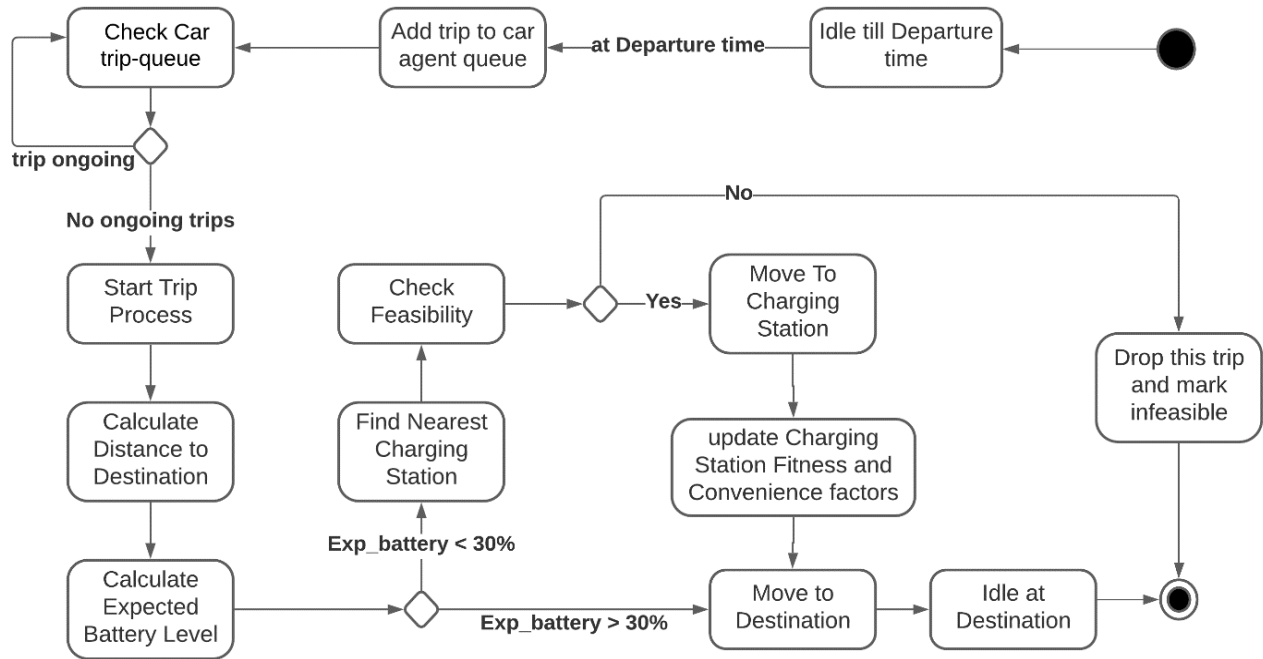 Check Car
trip-queue
Add trip to car
agent queue
at Departure time
Idle till Departure
time
trip ongoing
No ongoing trips
No
Start Trip
Process
Check
Feasibility
Yes
Move To
Charging
Station
Drop this trip
and mark
infeasible
Calculate
Distance to
Destination
Find Nearest
Charging
Station
update Charging
Station Fitness and
Convenience factors
Exp_battery < 30%
Calculate
Expected
Battery Level
Exp_battery > 30%
Move to
Destination
Idle at
Destination